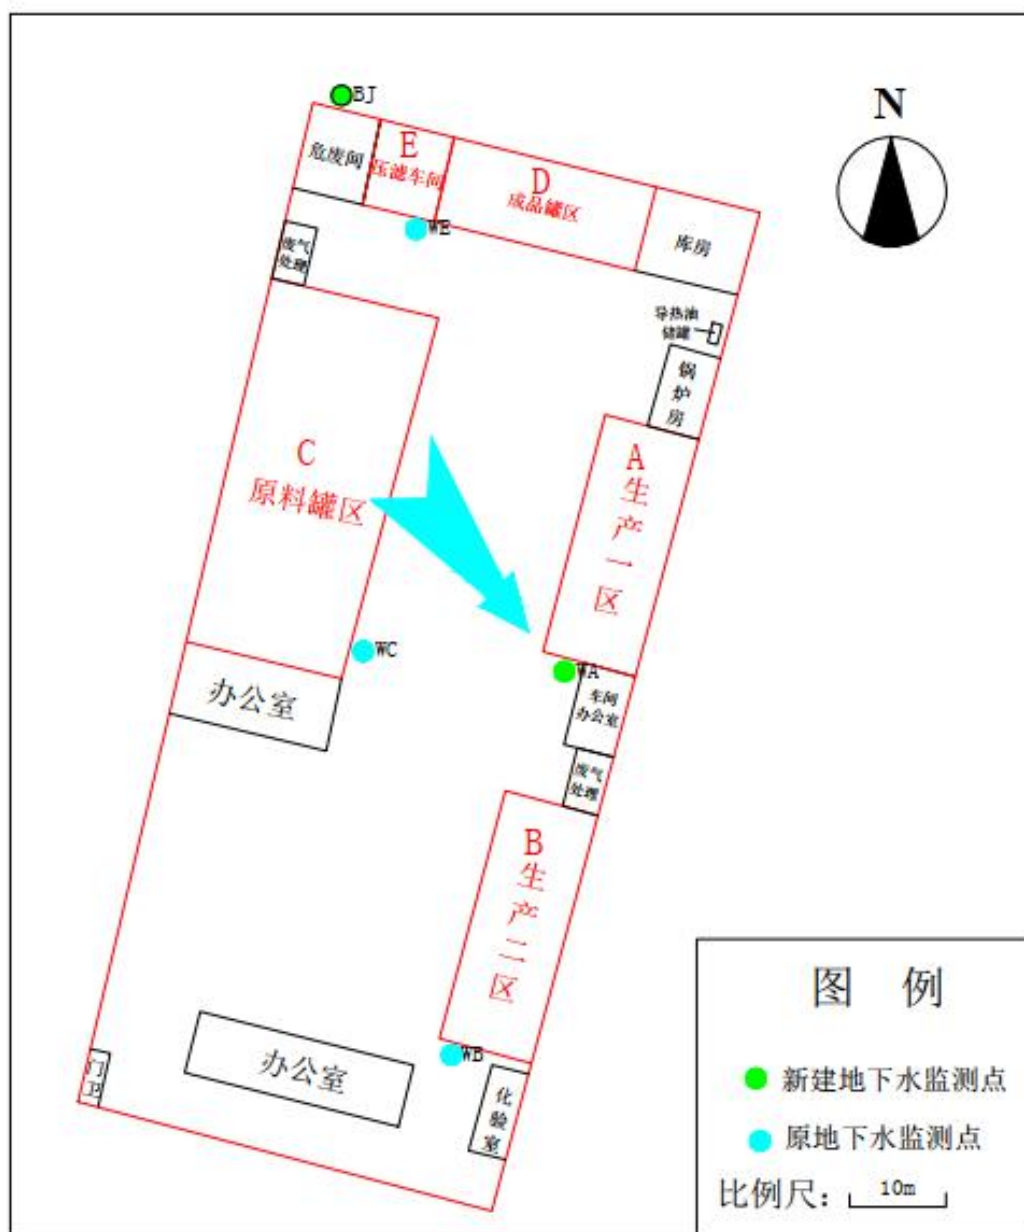 BJ
N
危废间
E
压滤车间
D
成品罐区
库房
WE
废气
处理
导热油
储罐
锅
炉
房
C
原料罐区
A
生
产
一
区
WC
WA
办公室
车间
办公室
废气
处理
B
生
产
二
区
WB
办公室
门
卫
化
验
室
图 例
新建地下水监测点
原地下水监测点
比例尺： 10m